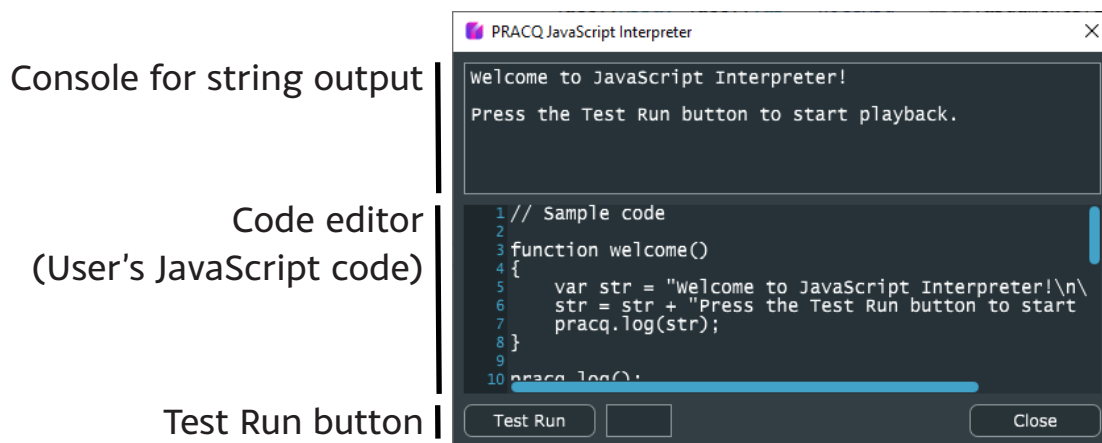 PRACQ JavaScript Interpreter
Console for string output
Welcome to JavaScript Interpreter!
Press the Test Run button to start playback.
Code editor
(User's JavaScript code)
1 // Sample code
2
3 function welcome()
4 {
5 var str = "Welcome to JavaScript Interpreter!\n\
6 str = str + "Press the Test Run button to start
7 pracq.log(str);
8 }
9
10 pracq.log();
Test Run button
Test Run
Close